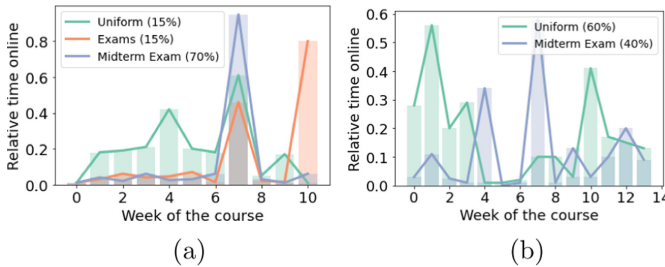 Uniform (15%)
Exams (15%)
Midterm Exam (70%)
Relative time online
0.8
0.6
0.4
0.2
0.0
0 2 4 6 8 10
Week of the course
(a)
Uniform (60%)
Midterm Exam (40%)
Relative time online
0.6
0.5
0.4
0.3
0.2
0.1
0.0
0 2 4 6 8 10 12 14
Week of the course
(b)